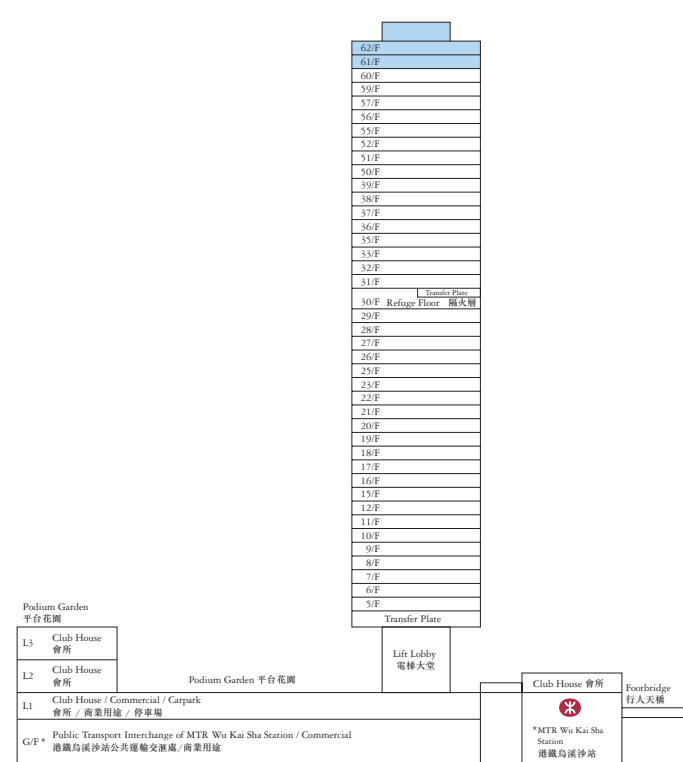 62/F
61/F
60/F
59/F
57/F
56/F
55/F
52/F
51/F
50/F
39/F
38/F
37/F
36/F
35/F
33/F
32/F
31/F
Transfer Plate
30/F Refuge Floor 隔火層
29/F
28/F
27/F
26/F
25/F
23/F
22/F
21/F
20/F
19/F
18/F
17/F
16/F
15/F
12/F
11/F
10/F
9/F
8/F
7/F
6/F
5/F
Transfer Plate
Podium Garden
平台花園
L3 Club House
會所
Lift Lobby
電梯大堂
L2 Club House
會所
Podium Garden 平台花園
Club House 會所
Footbridge
行人天橋
L1 Club House / Commercial / Carpark
會所 / 商業用途 / 停車場
G/F * Public Transport Interchange of MTR Wu Kai Sha Station / Commercial
港鐵烏溪沙站公共運輸交滙處/商業用途
*MTR Wu Kai Sha
Station
港鐵烏溪沙站